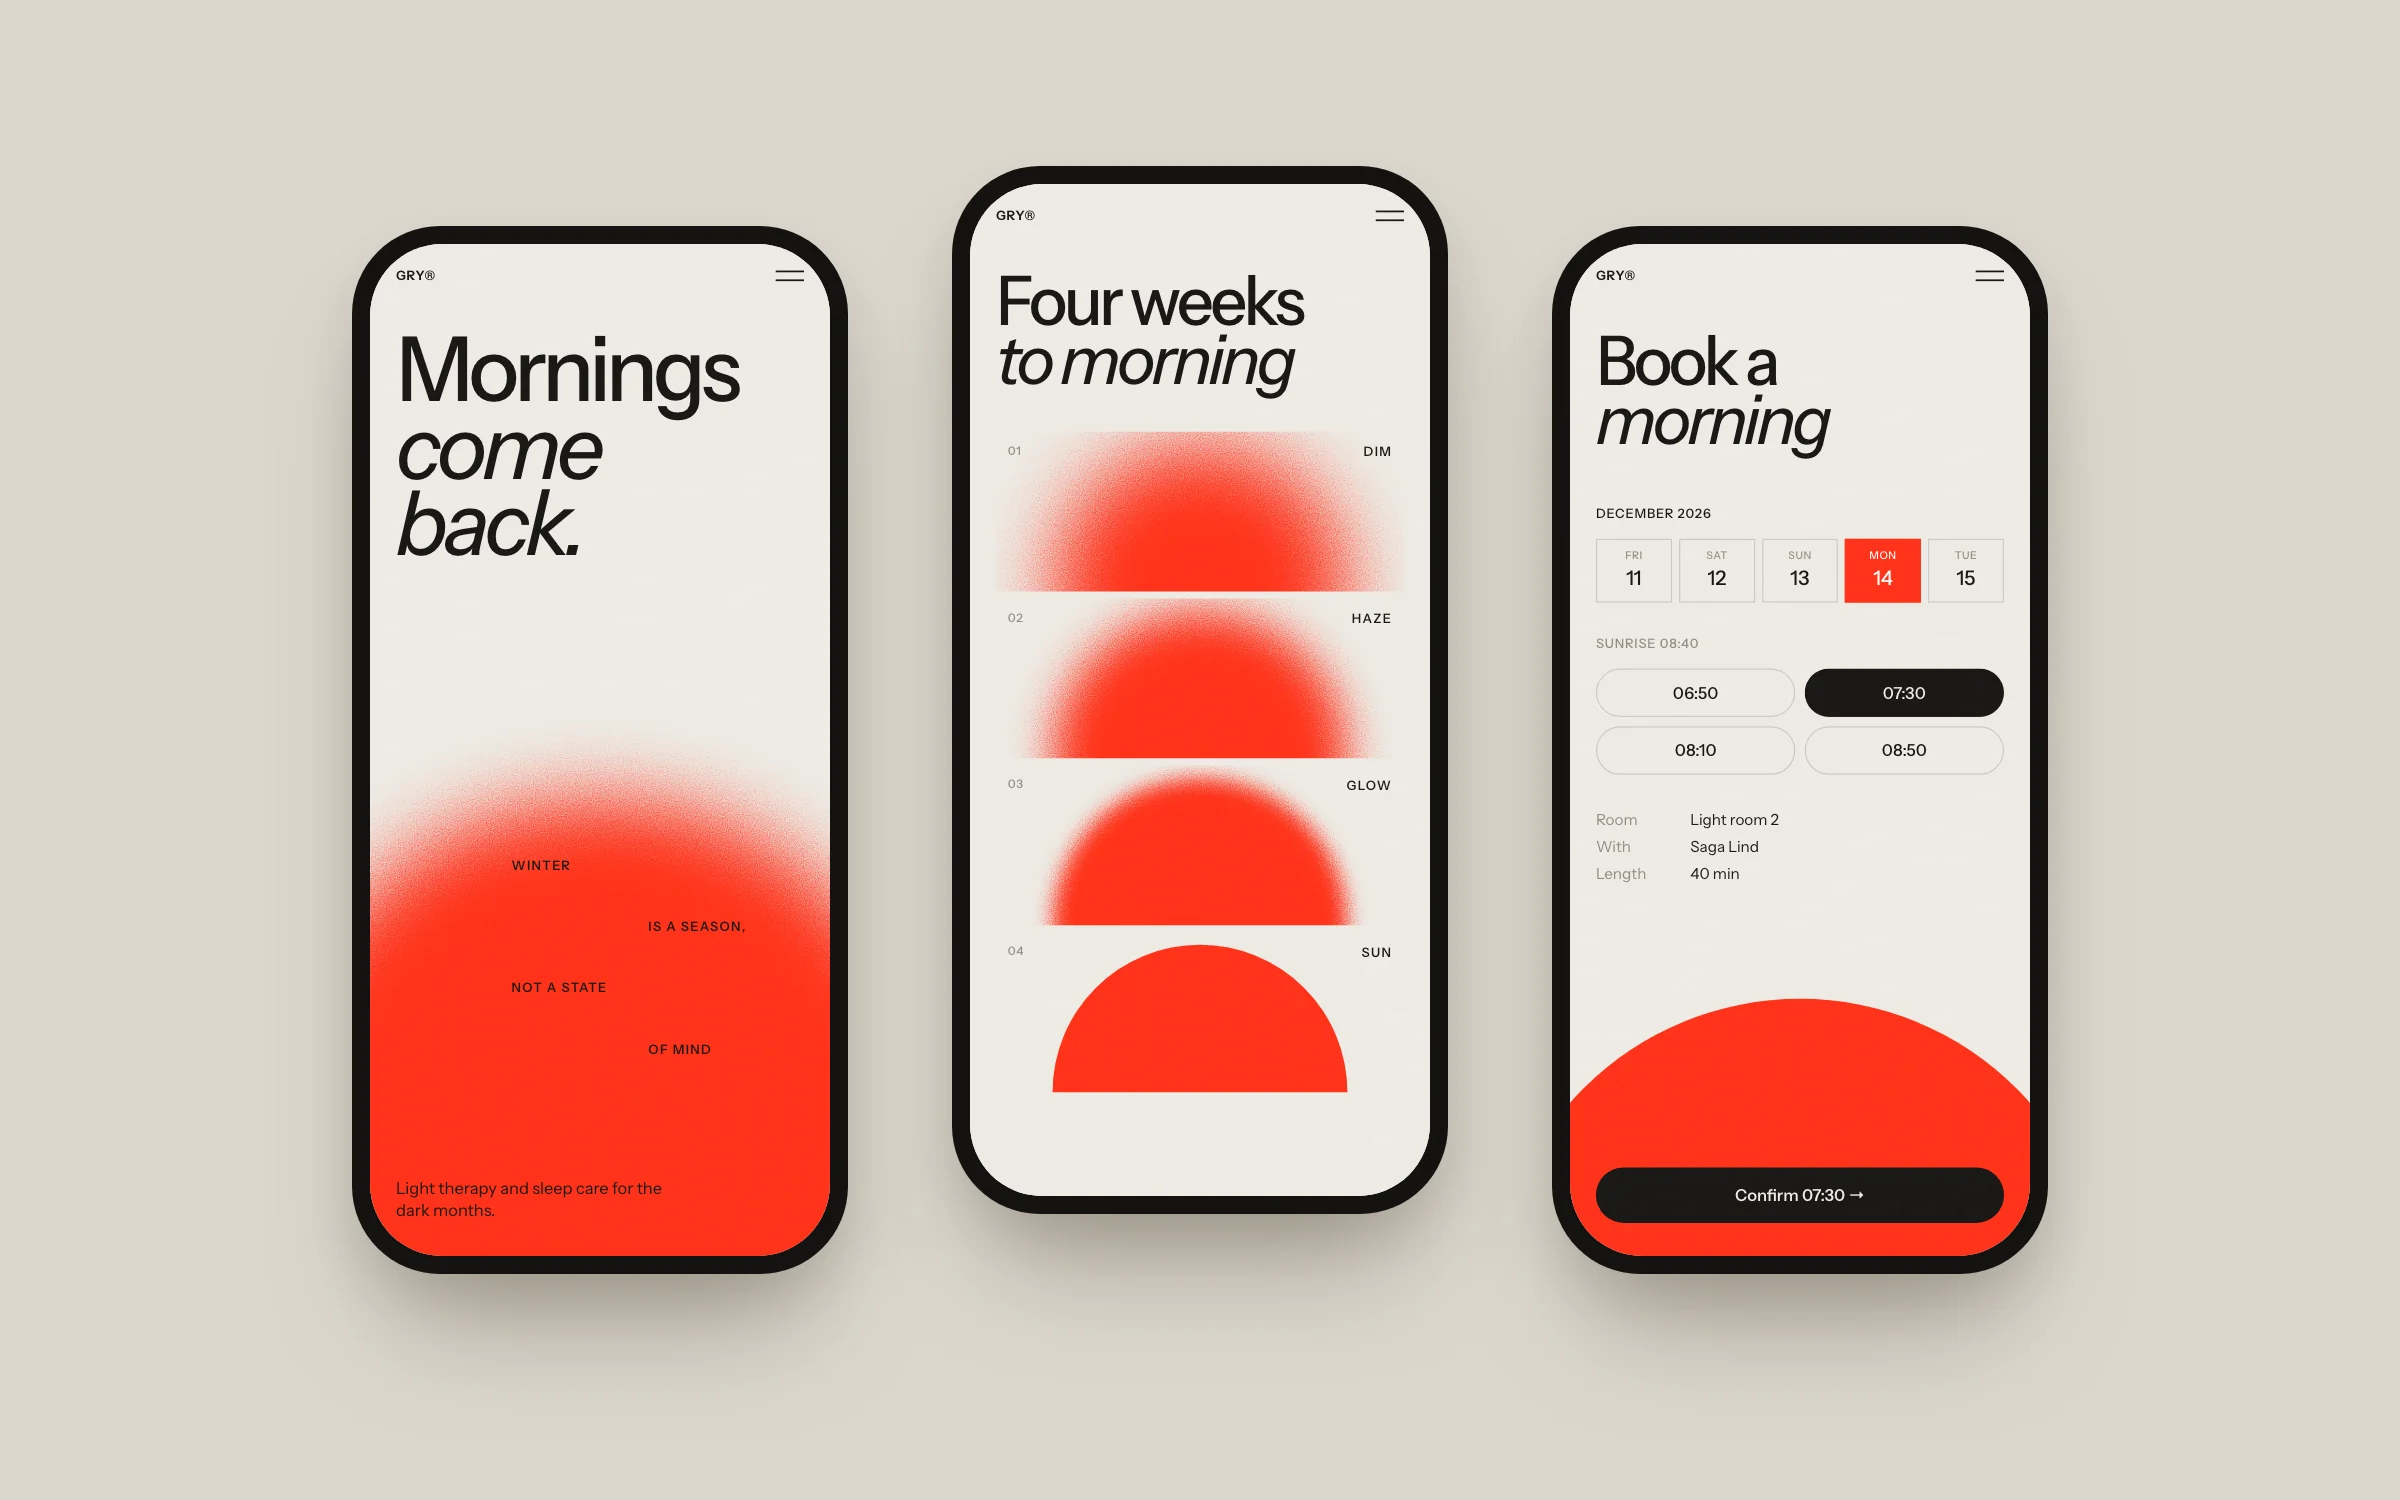 GRY®
Mornings
come
back.
WINTER
IS A SEASON,
NOT A STATE
OF MIND
Light therapy and sleep care for the
dark months.
GRY®
Four weeks
to morning
01 DIM
02 HAZE
03 GLOW
04 SUN
GRY®
Book a
morning
DECEMBER 2026
FRI SAT SUN MON TUE
11 12 13 14 15
SUNRISE 08:40
06:50 07:30
08:10 08:50
Room Light room 2
With Saga Lind
Length 40 min
Confirm 07:30 →